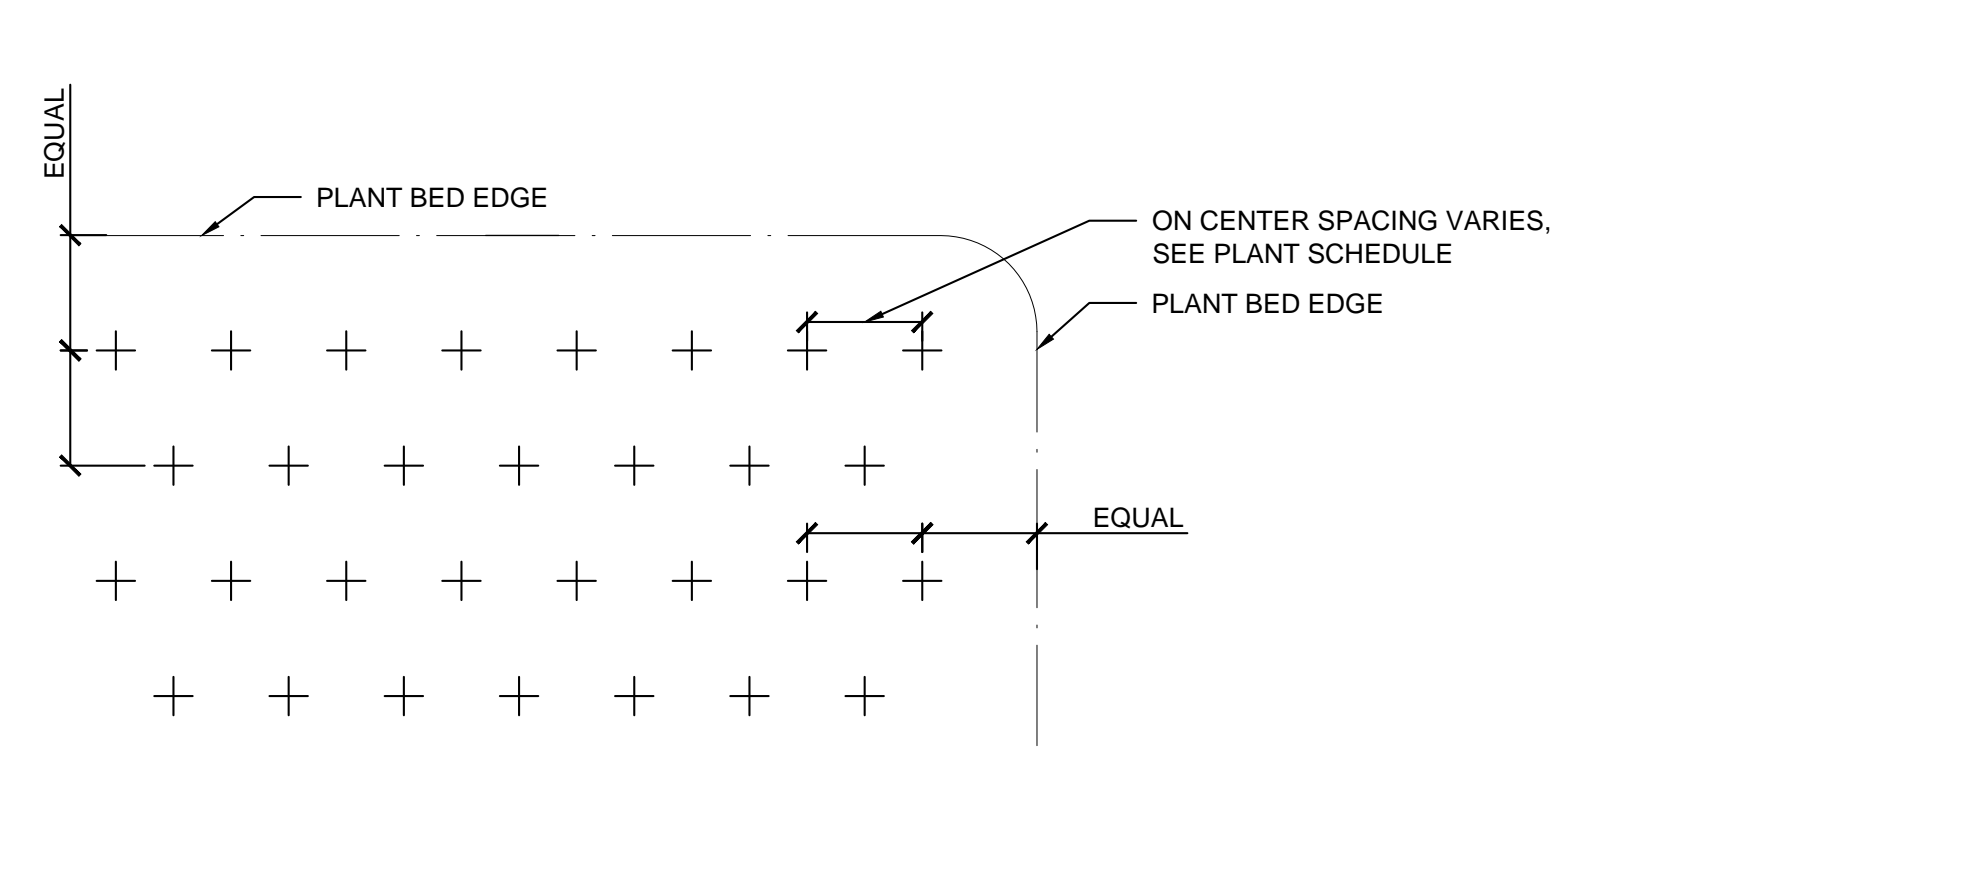 EQUAL
PLANT BED EDGE
ON CENTER SPACING VARIES,
SEE PLANT SCHEDULE
PLANT BED EDGE
EQUAL